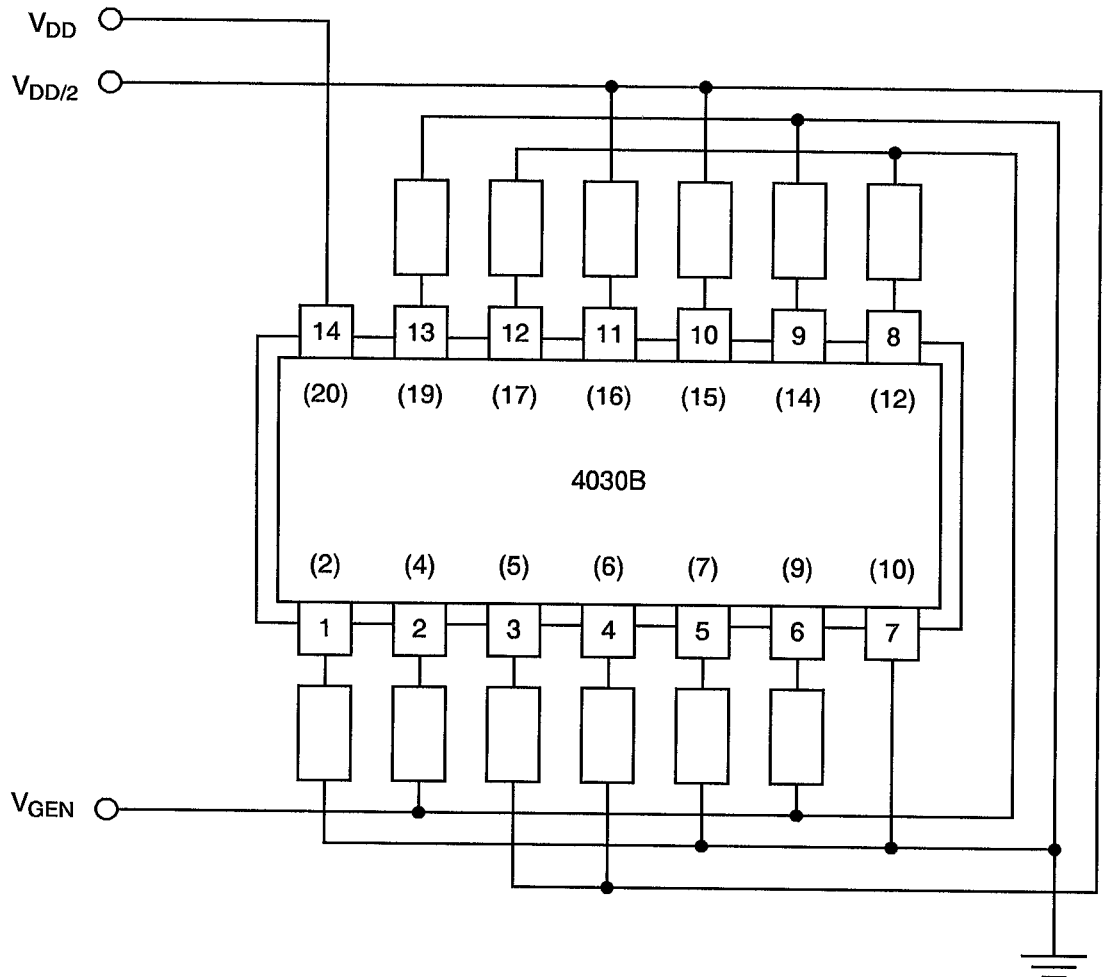 VDD
VDD/2
14 13 12 11 10 9 8
(20) (19) (17) (16) (15) (14) (12)
4030B
(2) (4) (5) (6) (7) (9) (10)
1 2 3 4 5 6 7
VGEN